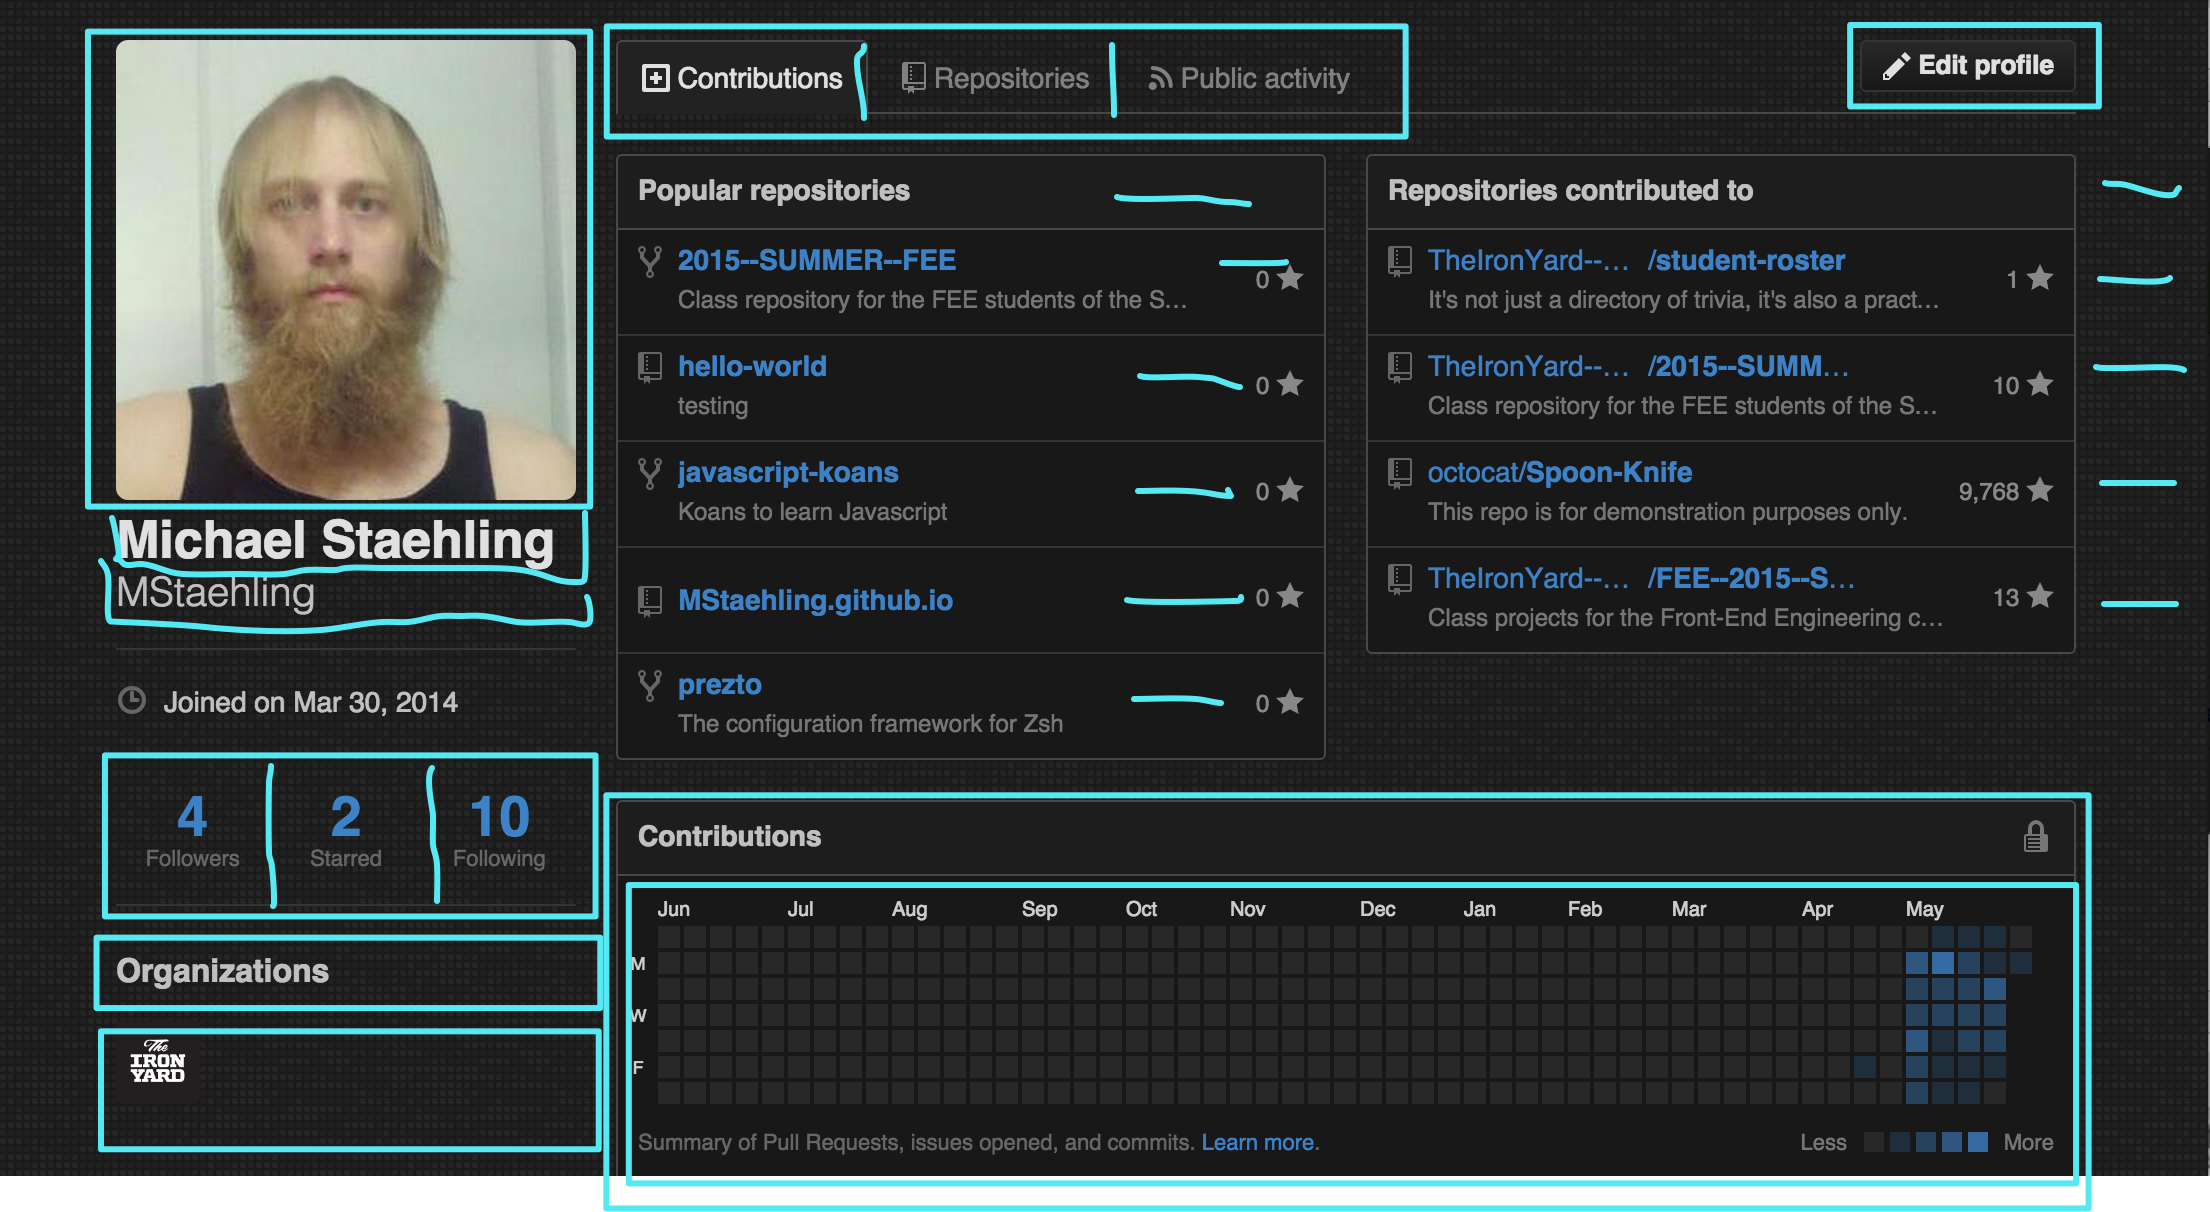 Contributions
Repositories
Public activity
Edit profile
Michael Staehling
MStaehling
Joined on Mar 30, 2014
4
Followers
2
Starred
10
Following
Organizations
The
IRON
YARD
Popular repositories
2015--SUMMER--FEE
Class repository for the FEE students of the S...
0
hello-world
testing
0
javascript-koans
Koans to learn Javascript
0
MStaehling.github.io
0
prezto
The configuration framework for Zsh
0
Repositories contributed to
TheIronYard--... /student-roster
It's not just a directory of trivia, it's also a pract...
1
TheIronYard--... /2015--SUMM...
Class repository for the FEE students of the S...
10
octocat/Spoon-Knife
This repo is for demonstration purposes only.
9,768
TheIronYard--... /FEE--2015--S...
Class projects for the Front-End Engineering c...
13
Contributions
Jun Jul Aug Sep Oct Nov Dec Jan Feb Mar Apr May
M
W
F
Summary of Pull Requests, issues opened, and commits. Learn more.
Less More